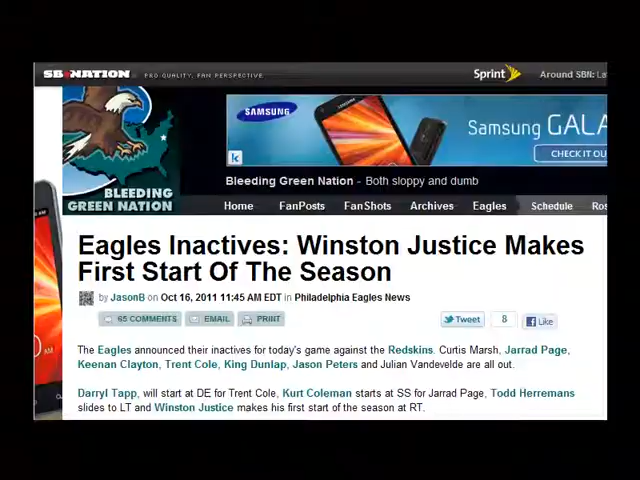 SB NATION PRO QUALITY. FAN PERSPECTIVE. Sprint Around SBN:
SAMSUNG
Samsung GALA
k
CHECK IT OU
BLEEDING
GREEN NATION
Bleeding Green Nation - Both sloppy and dumb
Home FanPosts FanShots Archives Eagles Schedule Ros
Eagles Inactives: Winston Justice Makes
First Start Of The Season
by JasonB on Oct 16, 2011 11:45 AM EDT in Philadelphia Eagles News
65 COMMENTS EMAIL PRINT Tweet 8 Like
The Eagles announced their inactives for today's game against the Redskins. Curtis Marsh, Jarrad Page,
Keenan Clayton, Trent Cole, King Dunlap, Jason Peters and Julian Vandevelde are all out.
Darryl Tapp, will start at DE for Trent Cole, Kurt Coleman starts at SS for Jarrad Page, Todd Herremans
slides to LT and Winston Justice makes his first start of the season at RT.